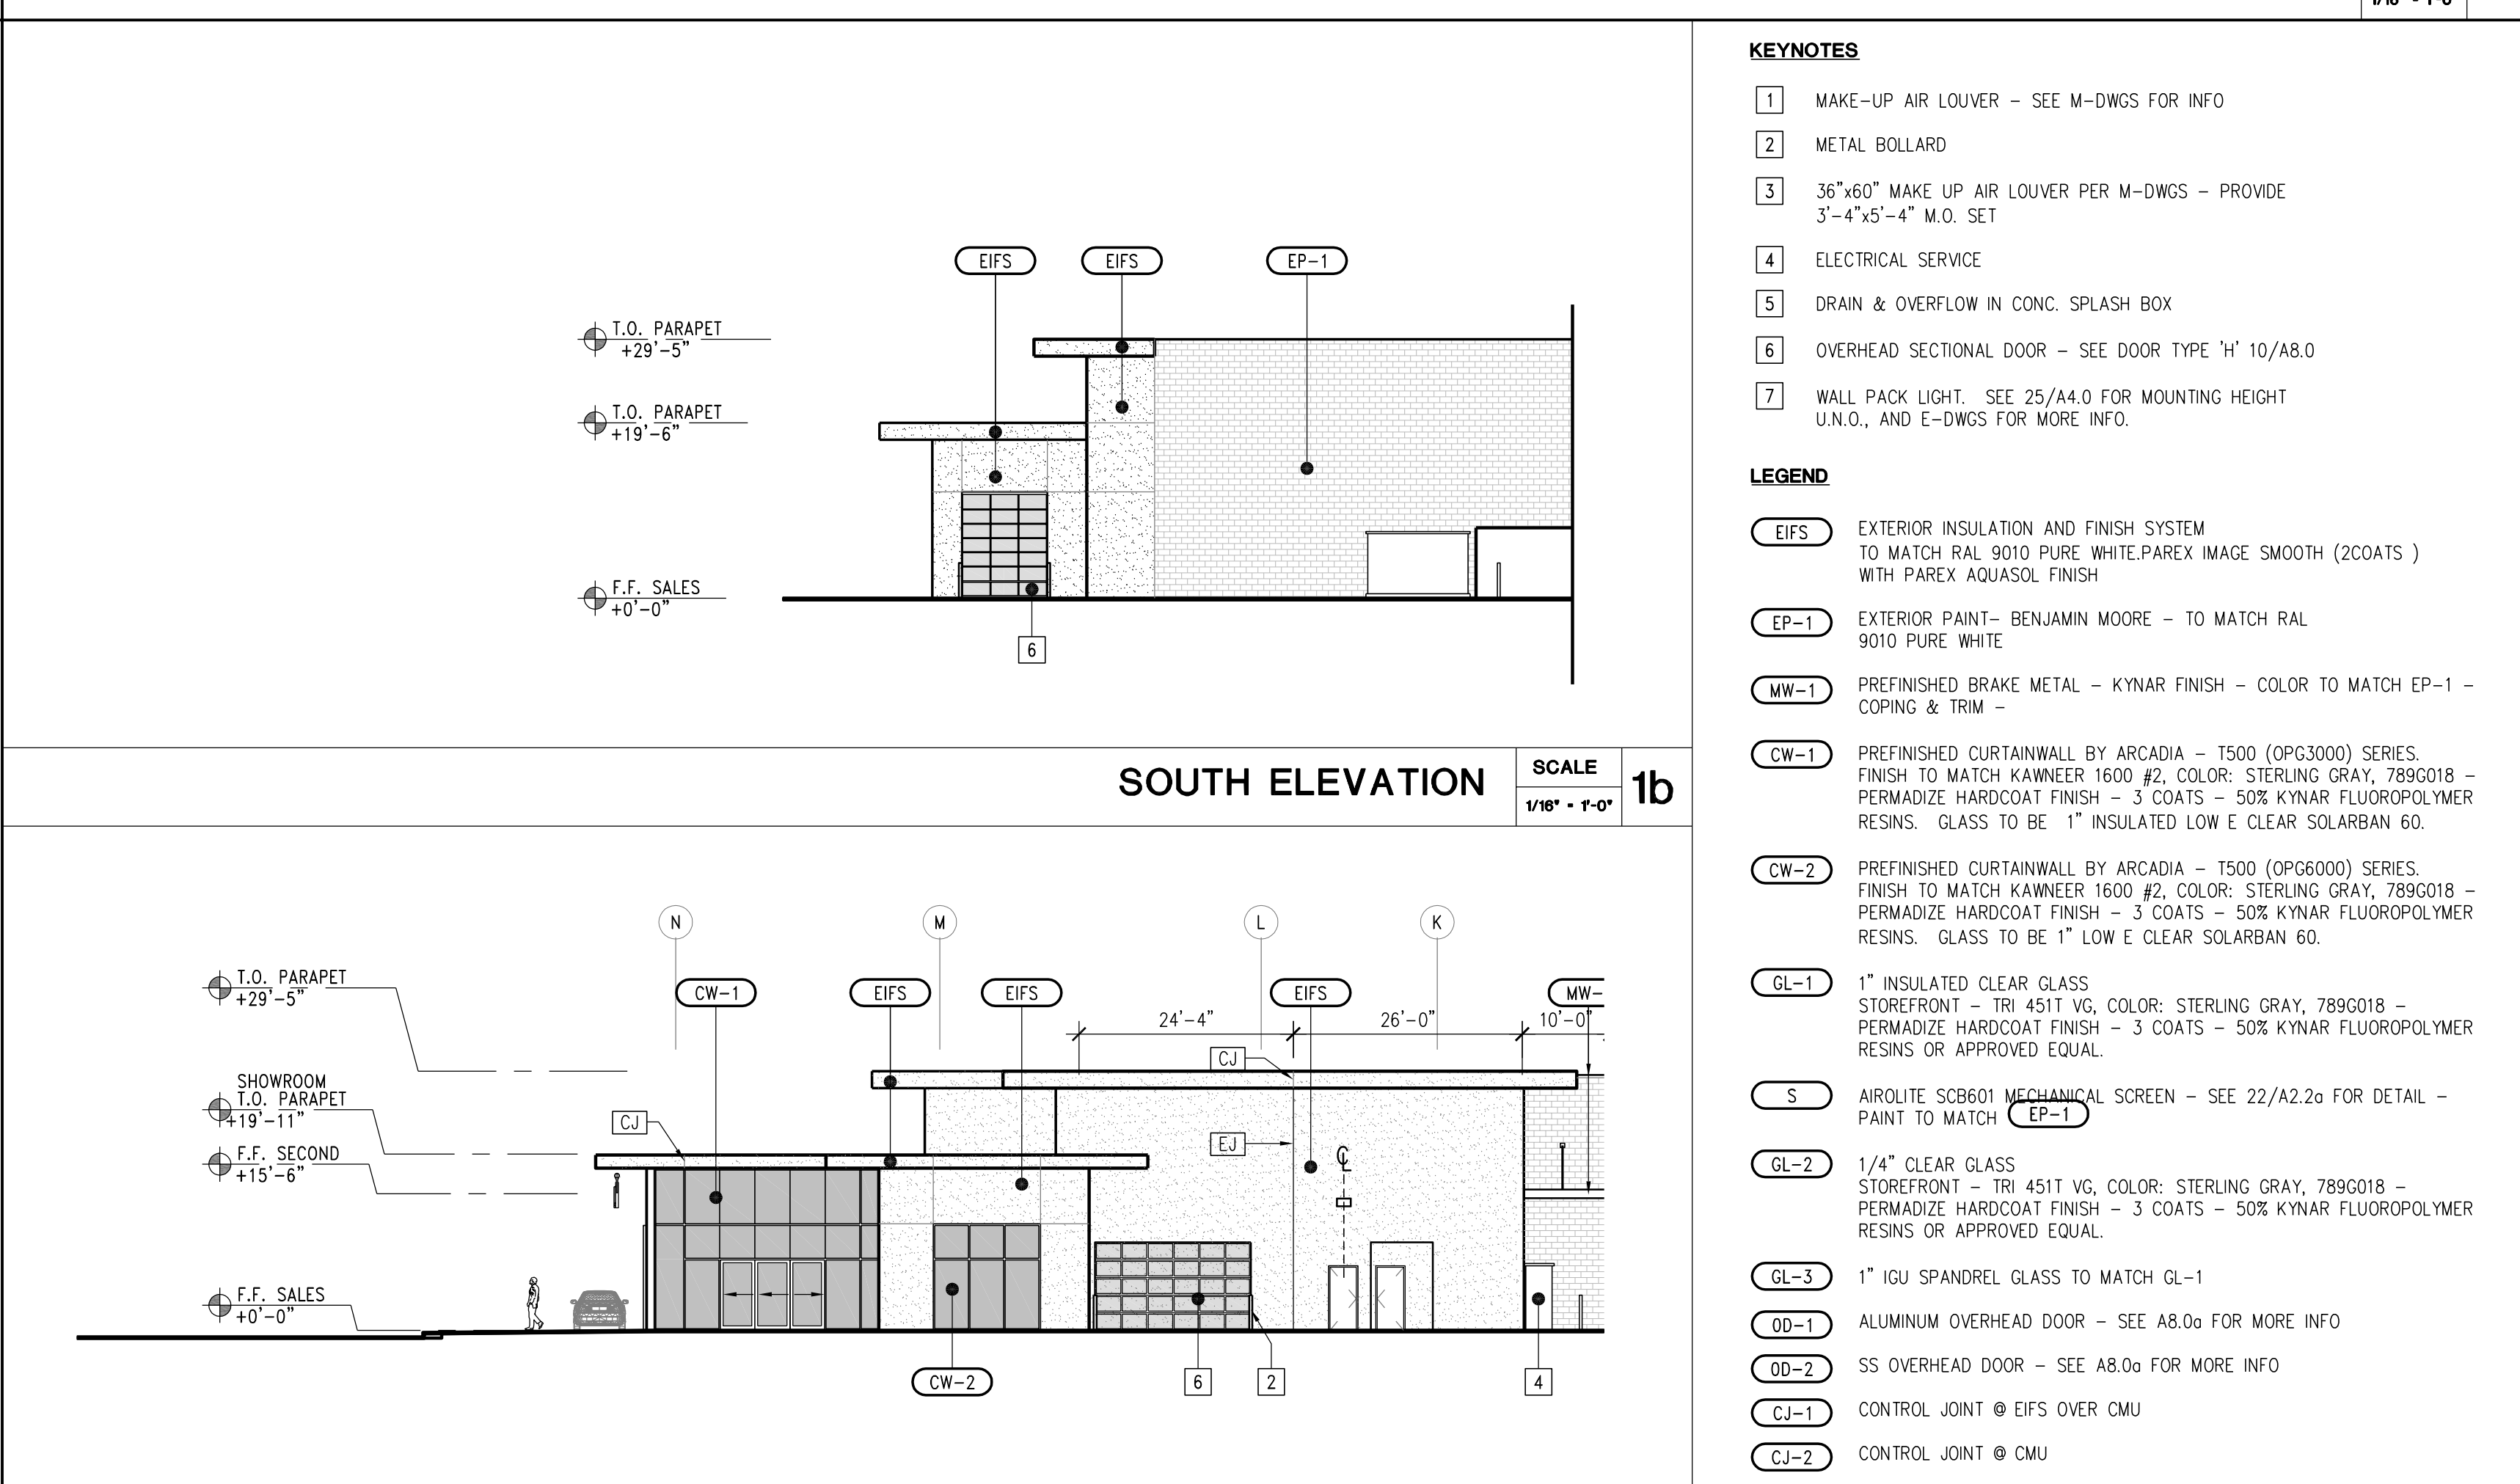 1/16" = 1'-0"
EIFS
EIFS
EP-1
T.O. PARAPET
+29'-5"
T.O. PARAPET
+19'-6"
F.F. SALES
+0'-0"
6
SOUTH ELEVATION
SCALE
1/16" = 1'-0"
1b
N
M
L
K
T.O. PARAPET
+29'-5"
CW-1
EIFS
EIFS
EIFS
MW-
24'-4"
26'-0"
10'-0"
CJ
SHOWROOM
T.O. PARAPET
+19'-11"
CJ
EJ
F.F. SECOND
+15'-6"
CL
F.F. SALES
+0'-0"
CW-2
6
2
4
KEYNOTES
1 MAKE-UP AIR LOUVER - SEE M-DWGS FOR INFO
2 METAL BOLLARD
3 36"x60" MAKE UP AIR LOUVER PER M-DWGS - PROVIDE
3'-4"x5'-4" M.O. SET
4 ELECTRICAL SERVICE
5 DRAIN & OVERFLOW IN CONC. SPLASH BOX
6 OVERHEAD SECTIONAL DOOR - SEE DOOR TYPE 'H' 10/A8.0
7 WALL PACK LIGHT. SEE 25/A4.0 FOR MOUNTING HEIGHT
U.N.O., AND E-DWGS FOR MORE INFO.
LEGEND
EIFS EXTERIOR INSULATION AND FINISH SYSTEM
TO MATCH RAL 9010 PURE WHITE.PAREX IMAGE SMOOTH (2COATS )
WITH PAREX AQUASOL FINISH
EP-1 EXTERIOR PAINT- BENJAMIN MOORE - TO MATCH RAL
9010 PURE WHITE
MW-1 PREFINISHED BRAKE METAL - KYNAR FINISH - COLOR TO MATCH EP-1 -
COPING & TRIM -
CW-1 PREFINISHED CURTAINWALL BY ARCADIA - T500 (OPG3000) SERIES.
FINISH TO MATCH KAWNEER 1600 #2, COLOR: STERLING GRAY, 789G018 -
PERMADIZE HARDCOAT FINISH - 3 COATS - 50% KYNAR FLUOROPOLYMER
RESINS. GLASS TO BE 1" INSULATED LOW E CLEAR SOLARBAN 60.
CW-2 PREFINISHED CURTAINWALL BY ARCADIA - T500 (OPG6000) SERIES.
FINISH TO MATCH KAWNEER 1600 #2, COLOR: STERLING GRAY, 789G018 -
PERMADIZE HARDCOAT FINISH - 3 COATS - 50% KYNAR FLUOROPOLYMER
RESINS. GLASS TO BE 1" LOW E CLEAR SOLARBAN 60.
GL-1 1" INSULATED CLEAR GLASS
STOREFRONT - TRI 451T VG, COLOR: STERLING GRAY, 789G018 -
PERMADIZE HARDCOAT FINISH - 3 COATS - 50% KYNAR FLUOROPOLYMER
RESINS OR APPROVED EQUAL.
S AIROLITE SCB601 MECHANICAL SCREEN - SEE 22/A2.2a FOR DETAIL -
PAINT TO MATCH EP-1
GL-2 1/4" CLEAR GLASS
STOREFRONT - TRI 451T VG, COLOR: STERLING GRAY, 789G018 -
PERMADIZE HARDCOAT FINISH - 3 COATS - 50% KYNAR FLUOROPOLYMER
RESINS OR APPROVED EQUAL.
GL-3 1" IGU SPANDREL GLASS TO MATCH GL-1
OD-1 ALUMINUM OVERHEAD DOOR - SEE A8.0a FOR MORE INFO
OD-2 SS OVERHEAD DOOR - SEE A8.0a FOR MORE INFO
CJ-1 CONTROL JOINT @ EIFS OVER CMU
CJ-2 CONTROL JOINT @ CMU